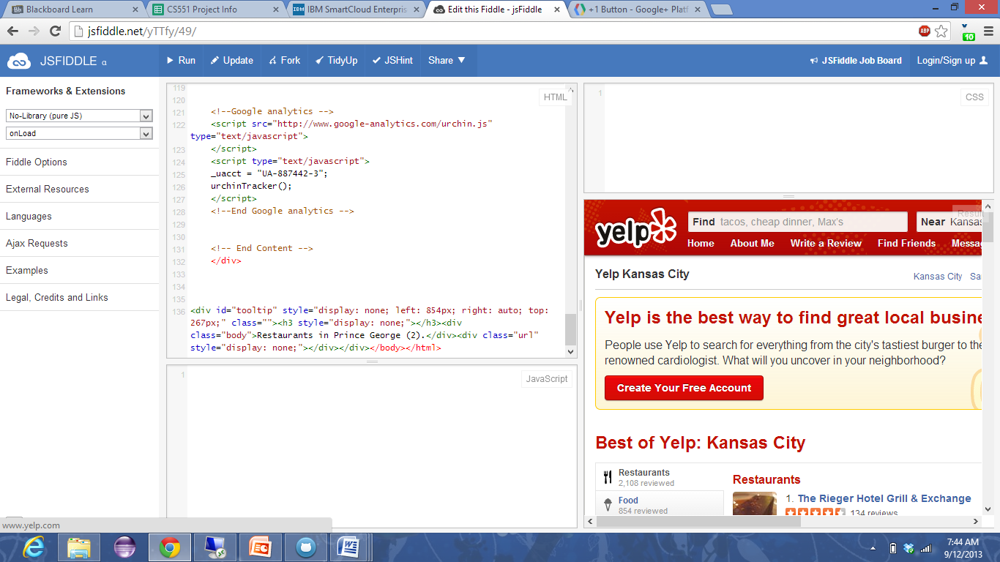 Blackboard Learn
CS551 Project Info
IBM SmartCloud Enterpris
Edit this Fiddle - jsFiddle
+1 Button - Google+ Platf
jsfiddle.net/yTTfy/49/
ABP
10
JSFIDDLE α
Run
Update
Fork
TidyUp
JSHint
Share
JSFiddle Job Board
Login/Sign up
Frameworks & Extensions
No-Library (pure JS)
onLoad
Fiddle Options
External Resources
Languages
Ajax Requests
Examples
Legal, Credits and Links
HTML
119
120
121 <!--Google analytics -->
122 <script src="http://www.google-analytics.com/urchin.js"
type="text/javascript">
123 </script>
124 <script type="text/javascript">
125 _uacct = "UA-887442-3";
126 urchinTracker();
127 </script>
128 <!--End Google analytics -->
129
130
131 <!-- End Content -->
132 </div>
133
134
135
136 <div id="tooltip" style="display: none; left: 854px; right: auto; top:
267px;" class=""><h3 style="display: none;"></h3><div
class="body">Restaurants in Prince George (2).</div><div class="url"
style="display: none;"></div></div></body></html>
1
JavaScript
1
CSS
Result
yelp
Find tacos, cheap dinner, Max's
Near Kansas
Home About Me Write a Review Find Friends Messag
Yelp Kansas City
Kansas City Sa
Yelp is the best way to find great local busine
People use Yelp to search for everything from the city's tastiest burger to the
renowned cardiologist. What will you uncover in your neighborhood?
Create Your Free Account
Best of Yelp: Kansas City
Restaurants
2,108 reviewed
Food
854 reviewed
Restaurants
1. The Rieger Hotel Grill & Exchange
134 reviews
www.yelp.com
7:44 AM
9/12/2013